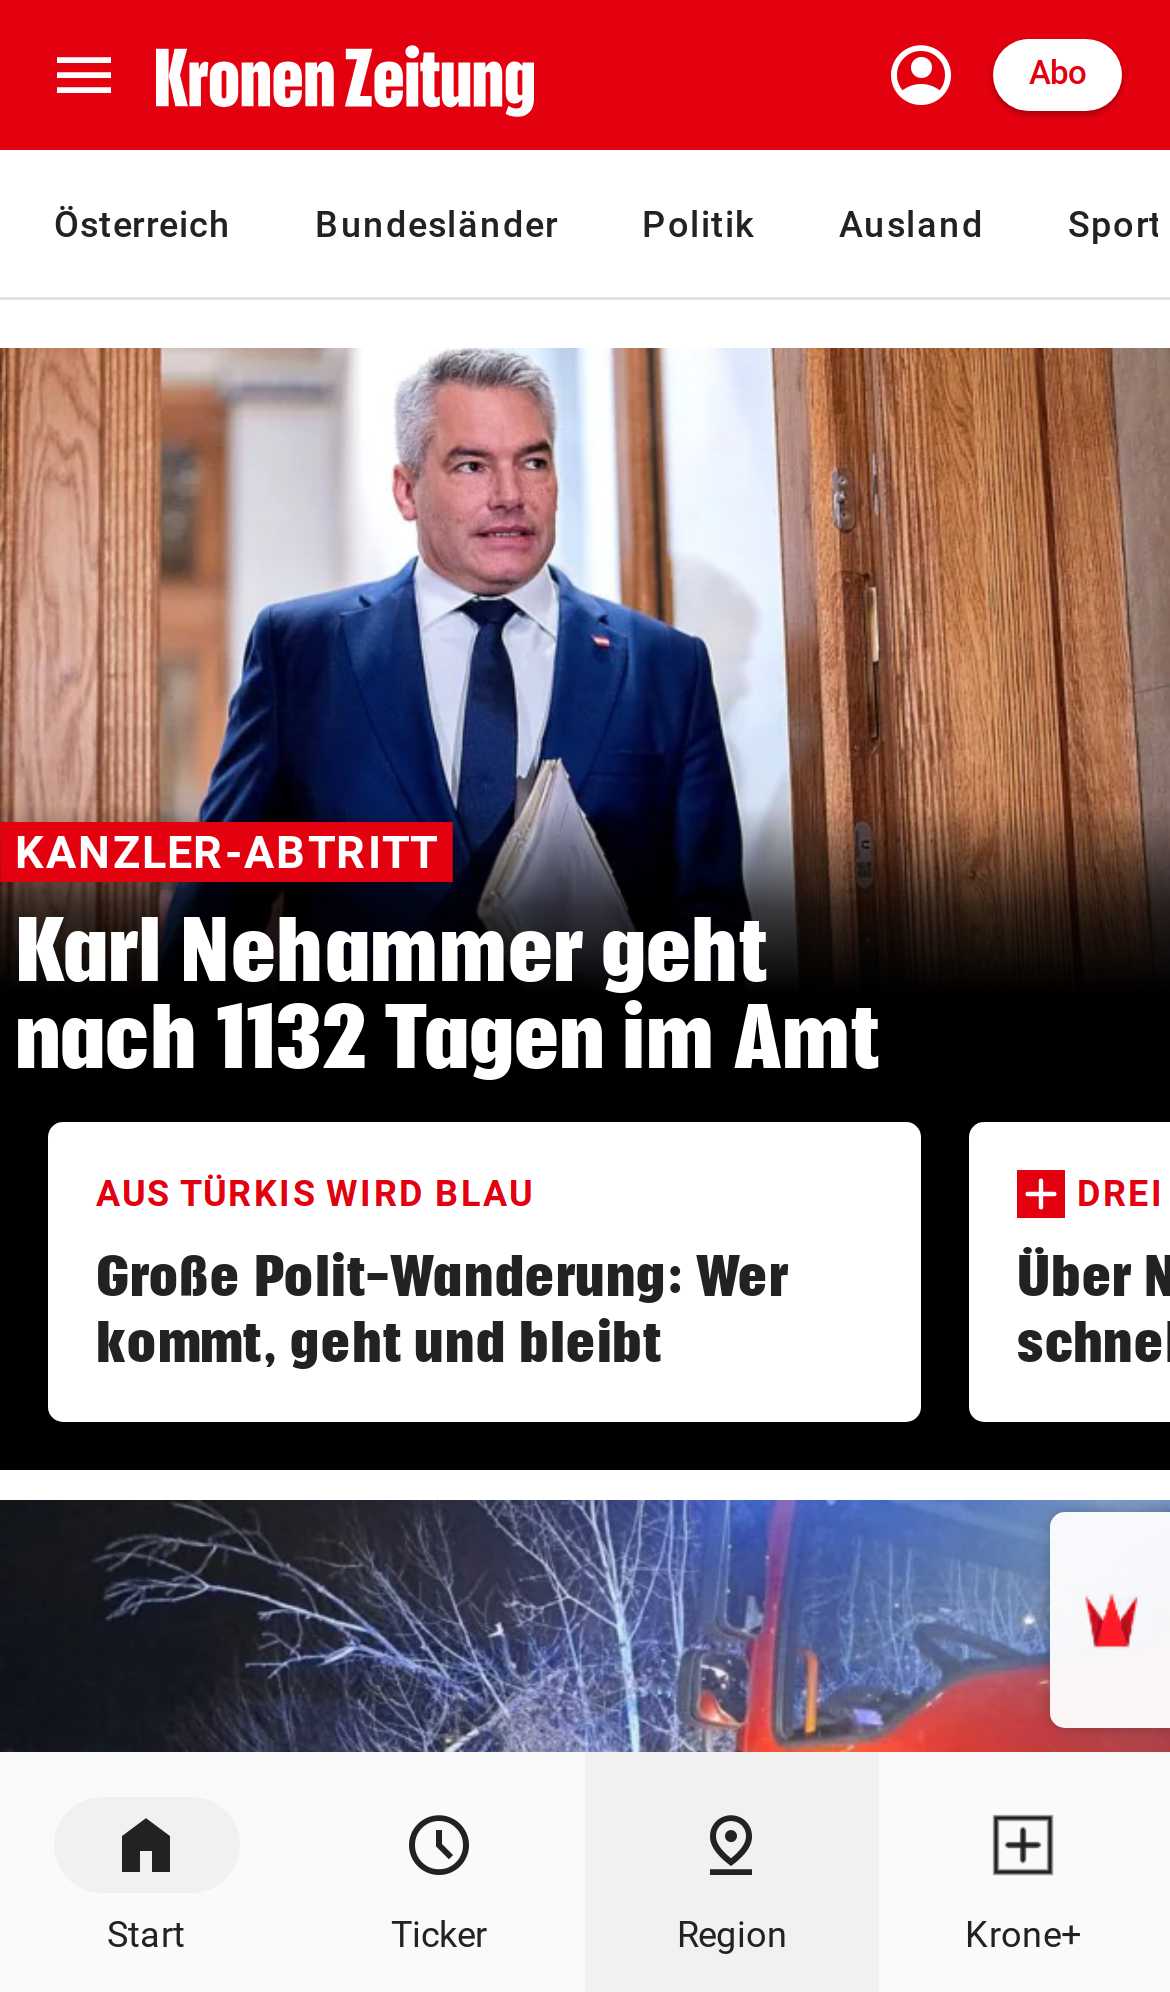 Kronen Zeitung
Abo
Österreich Bundesländer Politik Ausland Sport
KANZLER-ABTRITT
Karl Nehammer geht
nach 1132 Tagen im Amt
AUS TÜRKIS WIRD BLAU
Große Polit-Wanderung: Wer
kommt, geht und bleibt
DREI
Über
Start Ticker Region Krone+